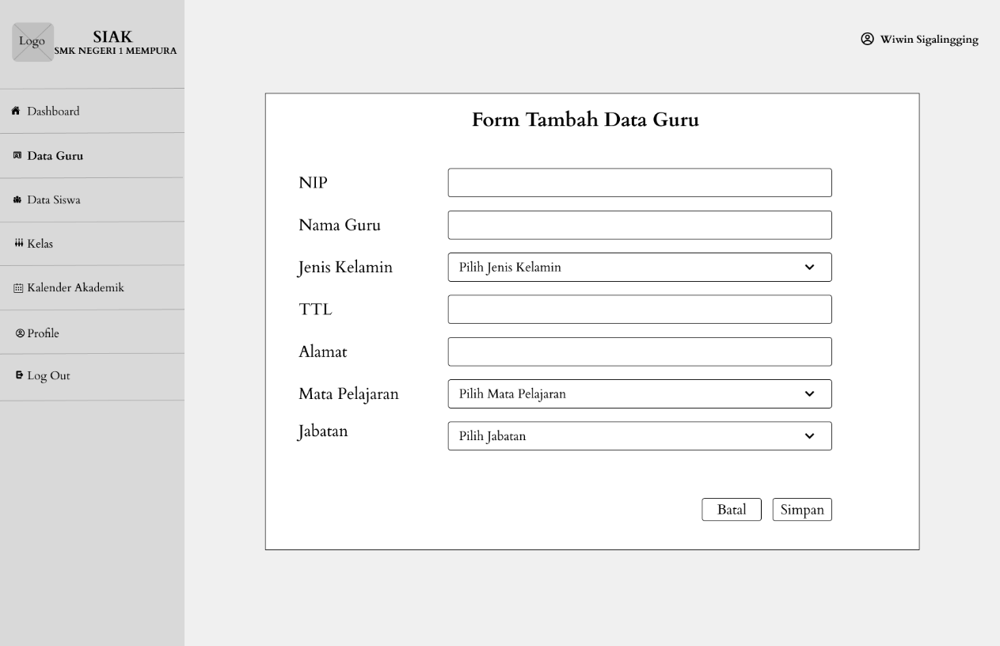 Logo
SIAK
SMK NEGERI 1 MEMPURA
Wiwin Sigalingging
Dashboard
Data Guru
Data Siswa
Kelas
Kalender Akademik
Profile
Log Out
Form Tambah Data Guru
NIP
Nama Guru
Jenis Kelamin
Pilih Jenis Kelamin
TTL
Alamat
Mata Pelajaran
Pilih Mata Pelajaran
Jabatan
Pilih Jabatan
Batal
Simpan